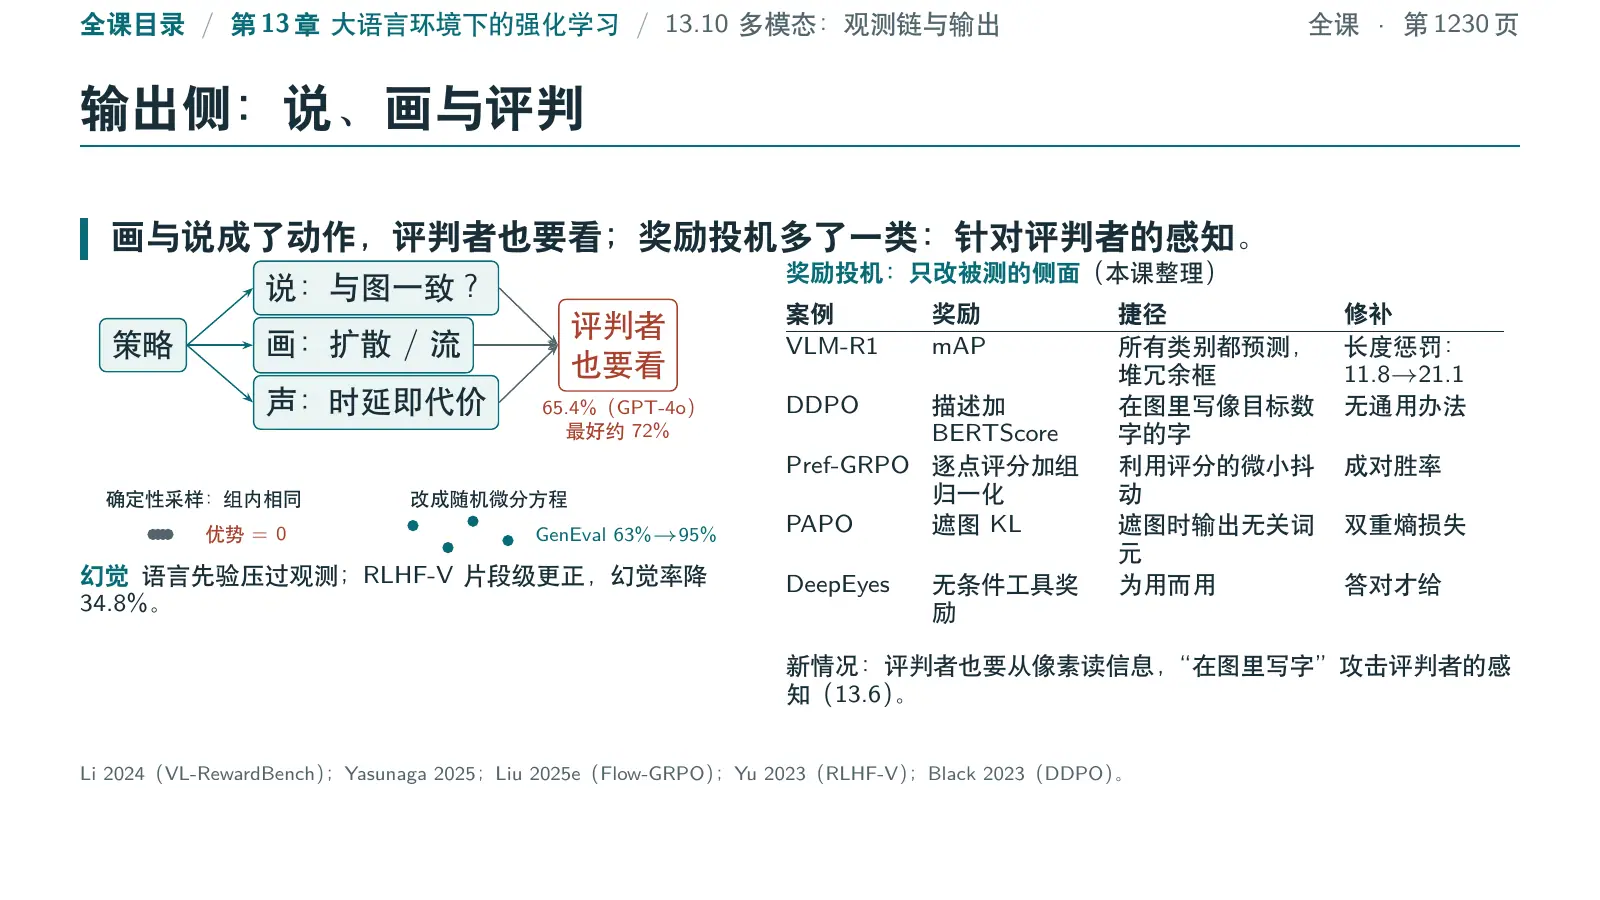 全课目录 / 第 13 章 大语言环境下的强化学习 / 13.10 多模态：观测链与输出
全课 · 第 1230 页
输出侧：说、画与评判
画与说成了动作，评判者也要看；奖励投机多了一类：针对评判者的感知。
策略
说：与图一致？
画：扩散 / 流
声：时延即代价
评判者
也要看
65.4%（GPT-4o）
最好约 72%
确定性采样：组内相同
优势 = 0
改成随机微分方程
GenEval 63%→95%
幻觉 语言先验压过观测；RLHF-V 片段级更正，幻觉率降
34.8%。
奖励投机：只改被测的侧面（本课整理）
案例 奖励 捷径 修补
VLM-R1 mAP 所有类别都预测， 长度惩罚：
堆冗余框 11.8→21.1
DDPO 描述加 在图里写像目标数 无通用办法
BERTScore 字的字
Pref-GRPO 逐点评分加组 利用评分的微小抖 成对胜率
归一化 动
PAPO 遮图 KL 遮图时输出无关词 双重熵损失
元
DeepEyes 无条件工具奖 为用而用 答对才给
励
新情况：评判者也要从像素读信息，“在图里写字” 攻击评判者的感
知（13.6）。
Li 2024（VL-RewardBench）；Yasunaga 2025；Liu 2025e（Flow-GRPO）；Yu 2023（RLHF-V）；Black 2023（DDPO）。